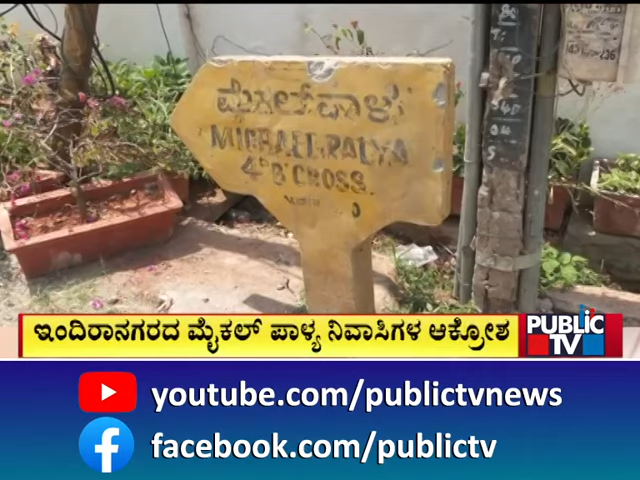 ಮೈಕಲ್ ಪಾಳ್ಯ
MICHAEL PALYA
4TH 'D' CROSS
ಇಂದಿರಾನಗರದ ಮೈಕಲ್ ಪಾಳ್ಯ ನಿವಾಸಿಗಳ ಆಕ್ರೋಶ
PUBLIC
TV
youtube.com/publictvnews
facebook.com/publictv